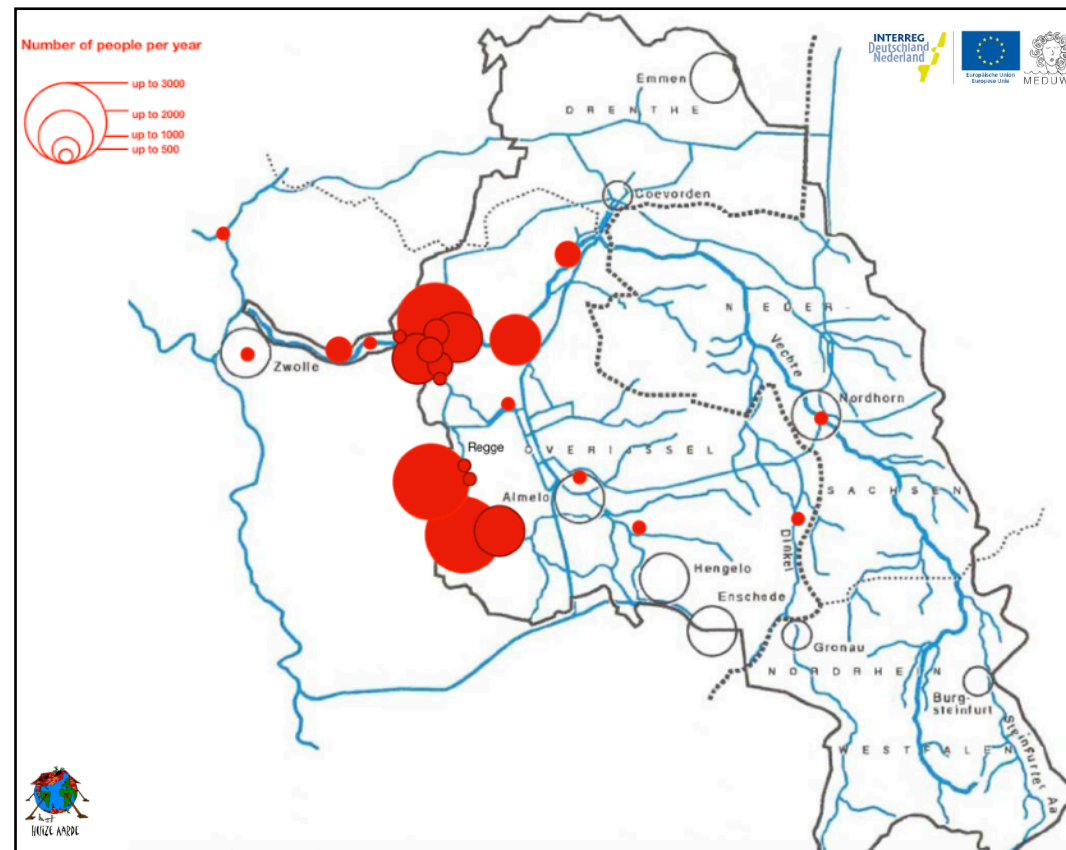 Number of people per year
up to 3000
up to 2000
up to 1000
up to 500
INTERREG
Deutschland
Nederland
Europäische Union
Europese Unie
MEDUW
Emmen
DRENTHE
Coevorden
NEDER-
Vechte
Zwolle
Nordhorn
Regge
OVERIJSSEL
Almelo
SACHSEN
Dinkel
Hengelo
Enschede
Gronau
NORDRHEIN
Burg-
steinfurt
Steinfurter Aa
WESTFALEN
HUIZE AARDE